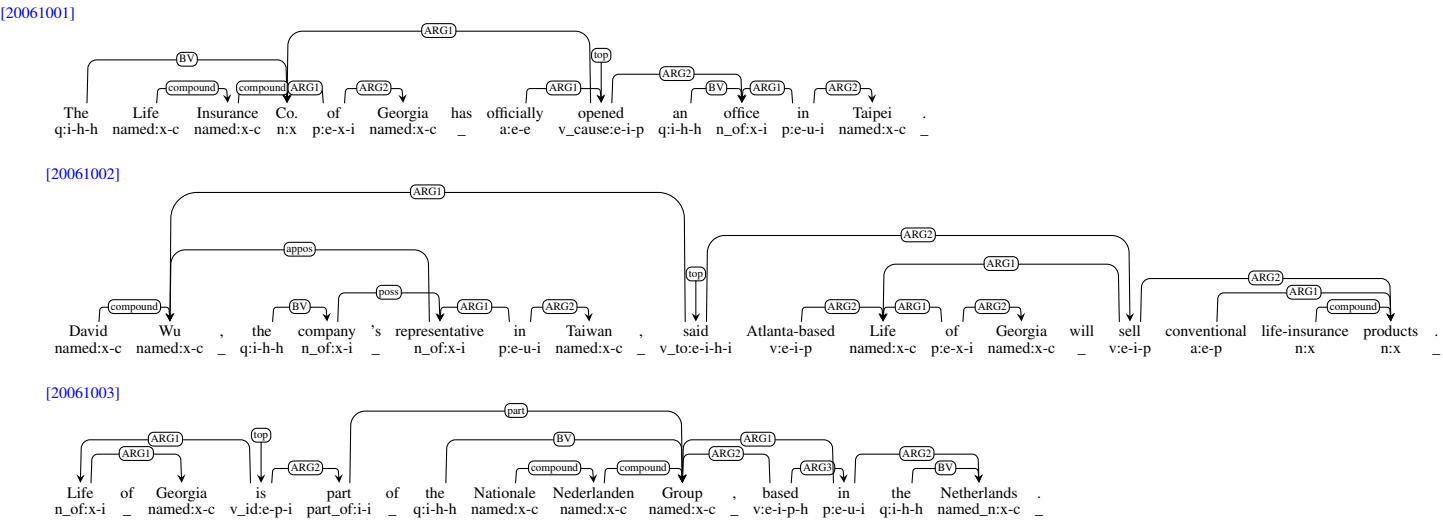 [20061001]
ARG1
top
BV ARG2
compound compound ARG1 ARG2 ARG1 BV ARG1 ARG2
The Life Insurance Co. of Georgia has officially opened an office in Taipei .
q:i-h-h named:x-c named:x-c n:x p:e-x-i named:x-c _ a:e-e v_cause:e-i-p q:i-h-h n_of:x-i p:e-u-i named:x-c _
[20061002]
ARG1
ARG2
appos ARG1
top ARG2
poss ARG1
compound BV ARG1 ARG2 ARG2 ARG1 ARG2 compound
David Wu , the company 's representative in Taiwan , said Atlanta-based Life of Georgia will sell conventional life-insurance products .
named:x-c named:x-c _ q:i-h-h n_of:x-i _ n_of:x-i p:e-u-i named:x-c _ v_to:e-i-h-i v:e-i-p named:x-c p:e-x-i named:x-c _ v:e-i-p a:e-p n:x n:x _
[20061003]
part
ARG1 top BV ARG1
ARG1 ARG2 ARG2
ARG2 compound compound ARG3 BV
Life of Georgia is part of the Nationale Nederlanden Group , based in the Netherlands .
n_of:x-i _ named:x-c v_id:e-p-i part_of:i-i _ q:i-h-h named:x-c named:x-c named:x-c _ v:e-i-p-h p:e-u-i q:i-h-h named_n:x-c _